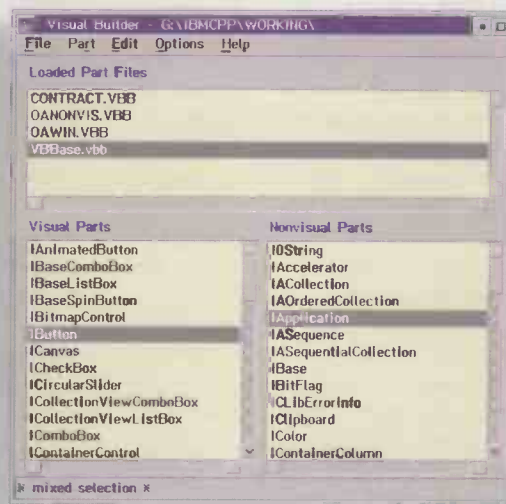 Visual Builder - G:\IBMCPP\WORKING\
File Part Edit Options Help
Loaded Part Files
CONTRACT.VBB
OANONVIS.VBB
OAWIN.VBB
VBBase.vbb
Visual Parts
IAnimatedButton
IBaseComboBox
IBaseListBox
IBaseSpinButton
IBitmapControl
IButton
ICanvas
ICheckBox
ICircularSlider
ICollectionViewComboBox
ICollectionViewListBox
IComboBox
IContainerControl
Nonvisual Parts
I0String
IAccelerator
IACollection
IAOrderedCollection
IApplication
IASequence
IASequentialCollection
IBase
IBitFlag
ICLibErrorInfo
IClipboard
IColor
IContainerColumn
* mixed selection *